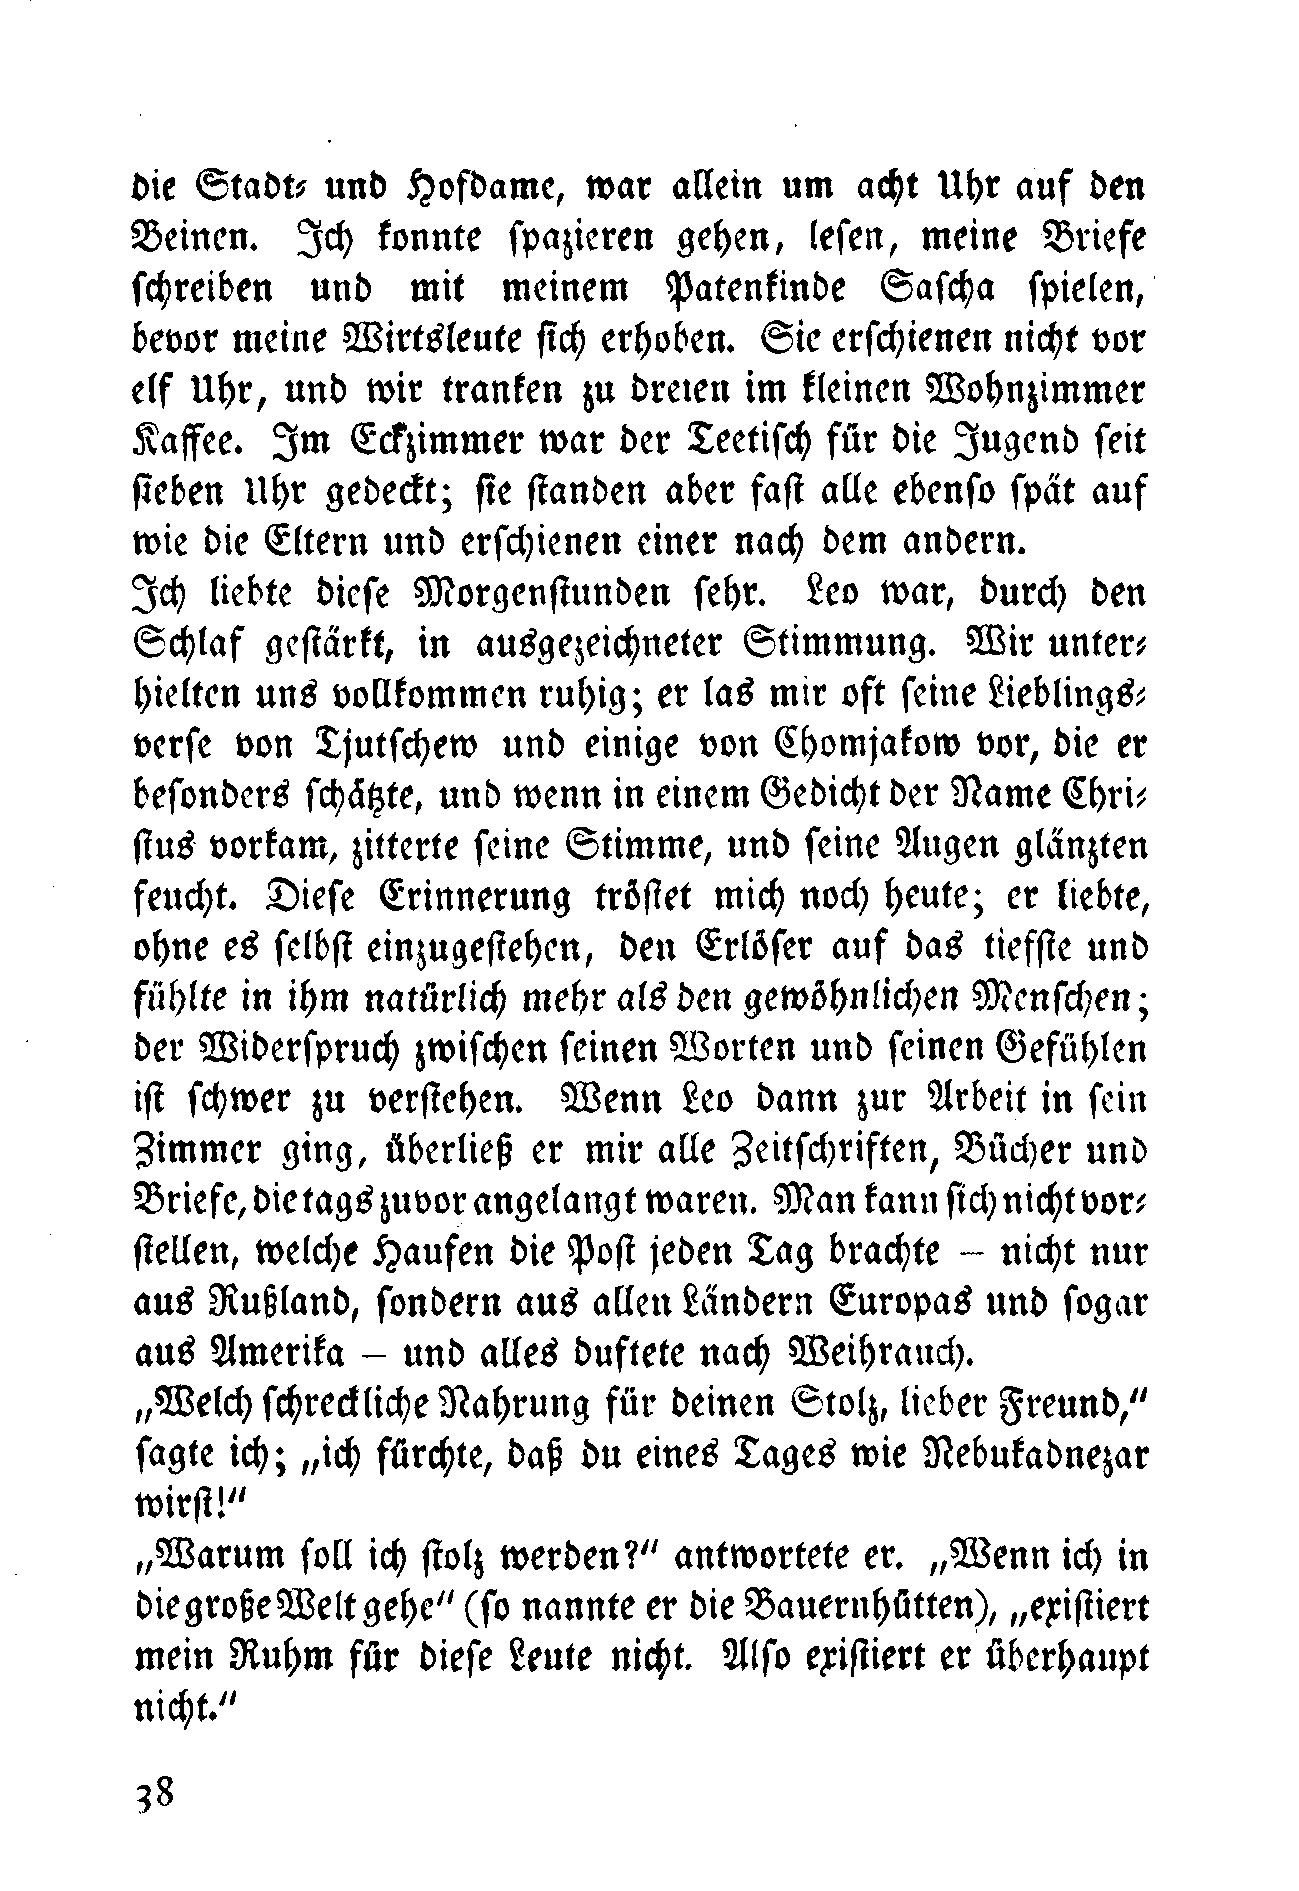 die Stadt- und Hofdame, war allein um acht Uhr auf den
Beinen. Ich konnte spazieren gehen, lesen, meine Briefe
schreiben und mit meinem Patenkinde Sascha spielen,
bevor meine Wirtsleute sich erhoben. Sie erschienen nicht vor
elf Uhr, und wir tranken zu dreien im kleinen Wohnzimmer
Kaffee. Im Eckzimmer war der Teetisch für die Jugend seit
sieben Uhr gedeckt; sie standen aber fast alle ebenso spät auf
wie die Eltern und erschienen einer nach dem andern.
Ich liebte diese Morgenstunden sehr. Leo war, durch den
Schlaf gestärkt, in ausgezeichneter Stimmung. Wir unter-
hielten uns vollkommen ruhig; er las mir oft seine Lieblings-
verse von Tjutschew und einige von Chomjakow vor, die er
besonders schätzte, und wenn in einem Gedicht der Name Chri-
stus vorkam, zitterte seine Stimme, und seine Augen glänzten
feucht. Diese Erinnerung tröstet mich noch heute; er liebte,
ohne es selbst einzugestehen, den Erlöser auf das tiefste und
fühlte in ihm natürlich mehr als den gewöhnlichen Menschen;
der Widerspruch zwischen seinen Worten und seinen Gefühlen
ist schwer zu verstehen. Wenn Leo dann zur Arbeit in sein
Zimmer ging, überließ er mir alle Zeitschriften, Bücher und
Briefe, die tags zuvor angelangt waren. Man kann sich nicht vor-
stellen, welche Haufen die Post jeden Tag brachte – nicht nur
aus Rußland, sondern aus allen Ländern Europas und sogar
aus Amerika – und alles duftete nach Weihrauch.
„Welch schreckliche Nahrung für deinen Stolz, lieber Freund,“
sagte ich; „ich fürchte, daß du eines Tages wie Nebukadnezar
wirst!“
„Warum soll ich stolz werden?“ antwortete er. „Wenn ich in
die große Welt gehe“ (so nannte er die Bauernhütten), „existiert
mein Ruhm für diese Leute nicht. Also existiert er überhaupt
nicht.“
38